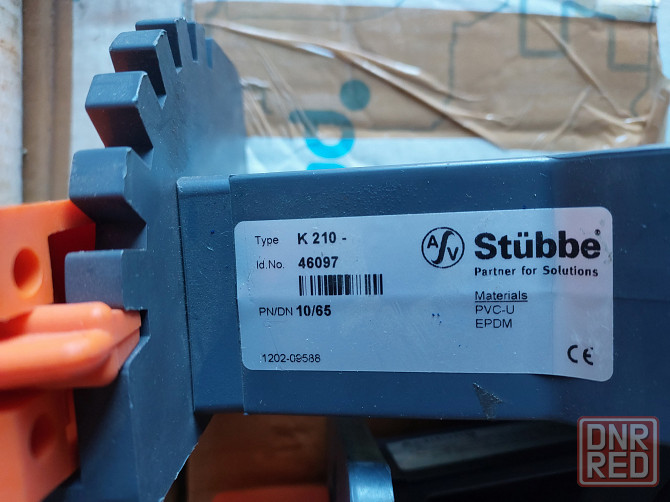 Type K 210 -
Id.No. 46097
PN/DN 10/65
1202-09588
ASV Stübbe®
Partner for Solutions
Materials
PVC-U
EPDM
CE
DNR
RED